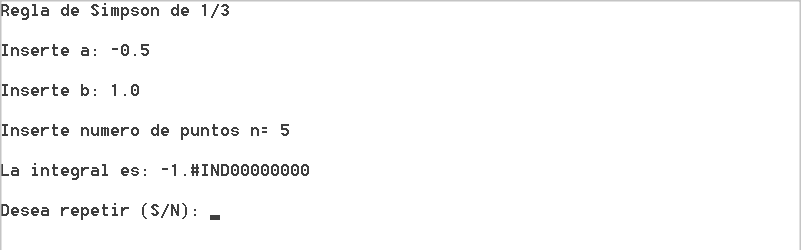 Regla de Simpson de 1/3
Inserte a: -0.5
Inserte b: 1.0
Inserte numero de puntos n= 5
La integral es: -1.#IND00000000
Desea repetir (S/N): _